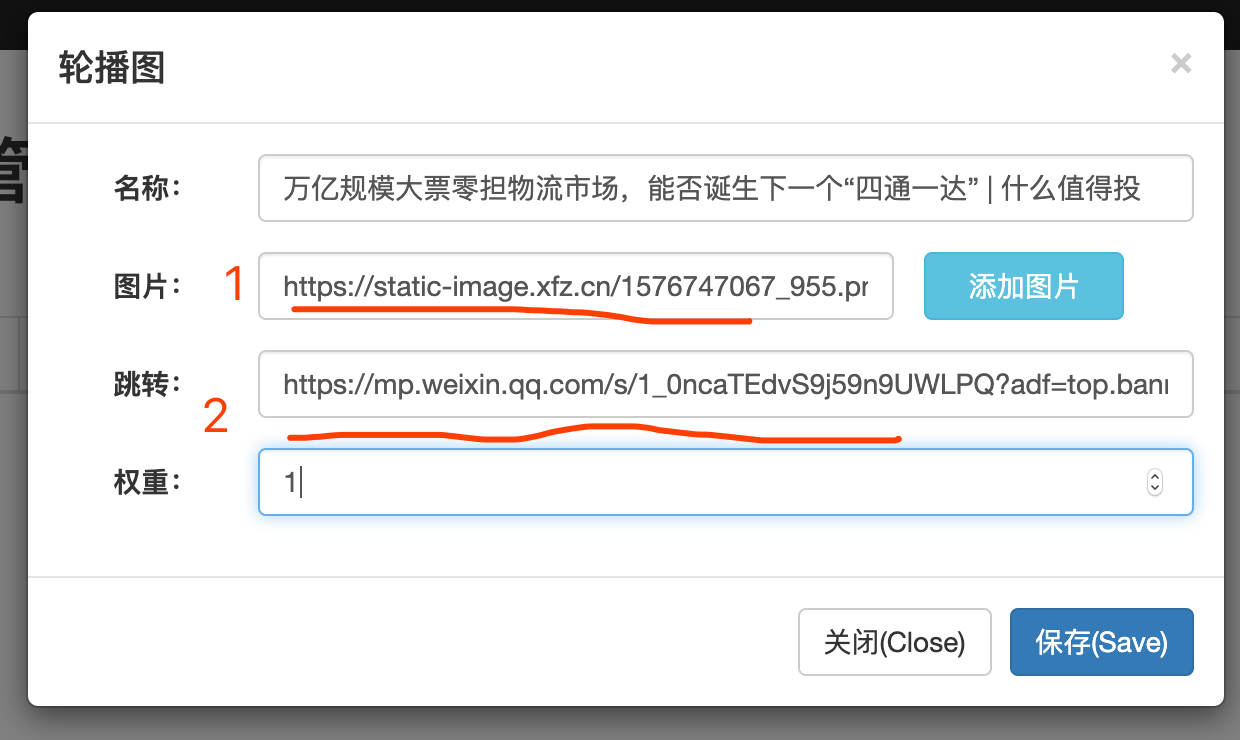 轮播图 ×
名称: 万亿规模大票零担物流市场，能否诞生下一个“四通一达” | 什么值得投
图片: 1 https://static-image.xfz.cn/1576747067_955.pr 添加图片
跳转: https://mp.weixin.qq.com/s/1_0ncaTEdvS9j59n9UWLPQ?adf=top.bann
2
权重: 1
关闭(Close) 保存(Save)